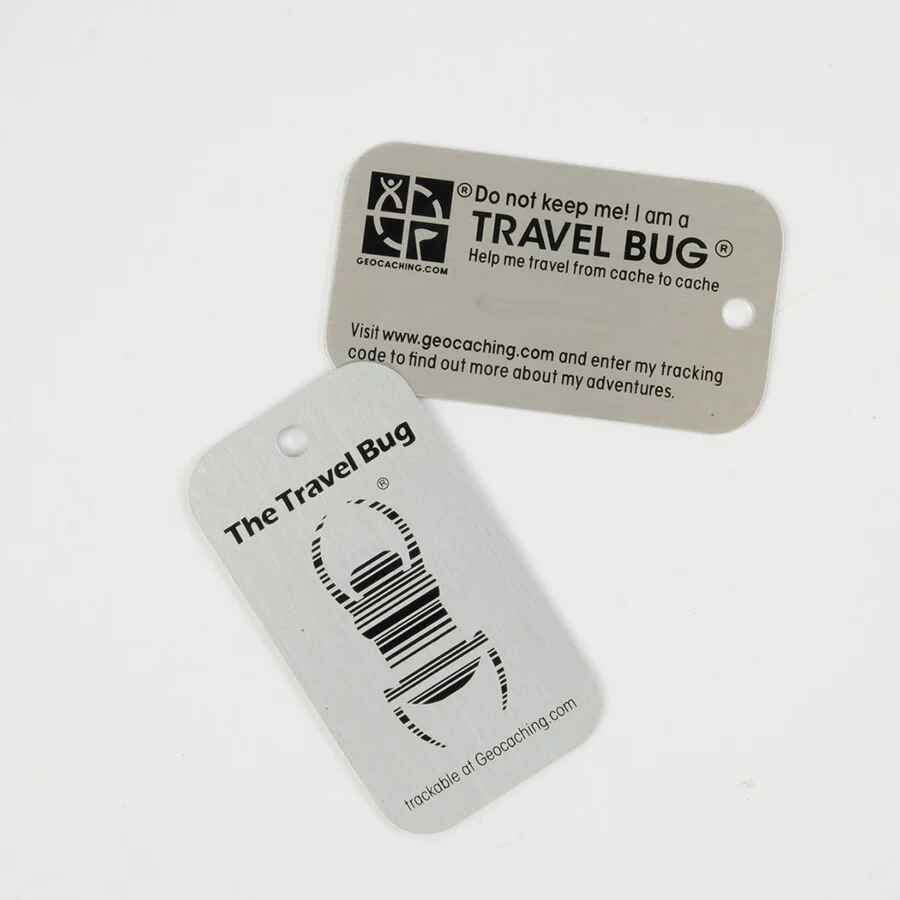 GEOCACHING.COM
® Do not keep me! I am a
TRAVEL BUG®
Help me travel from cache to cache
Visit www.geocaching.com and enter my tracking
code to find out more about my adventures.
The Travel Bug
®
trackable at Geocaching.com